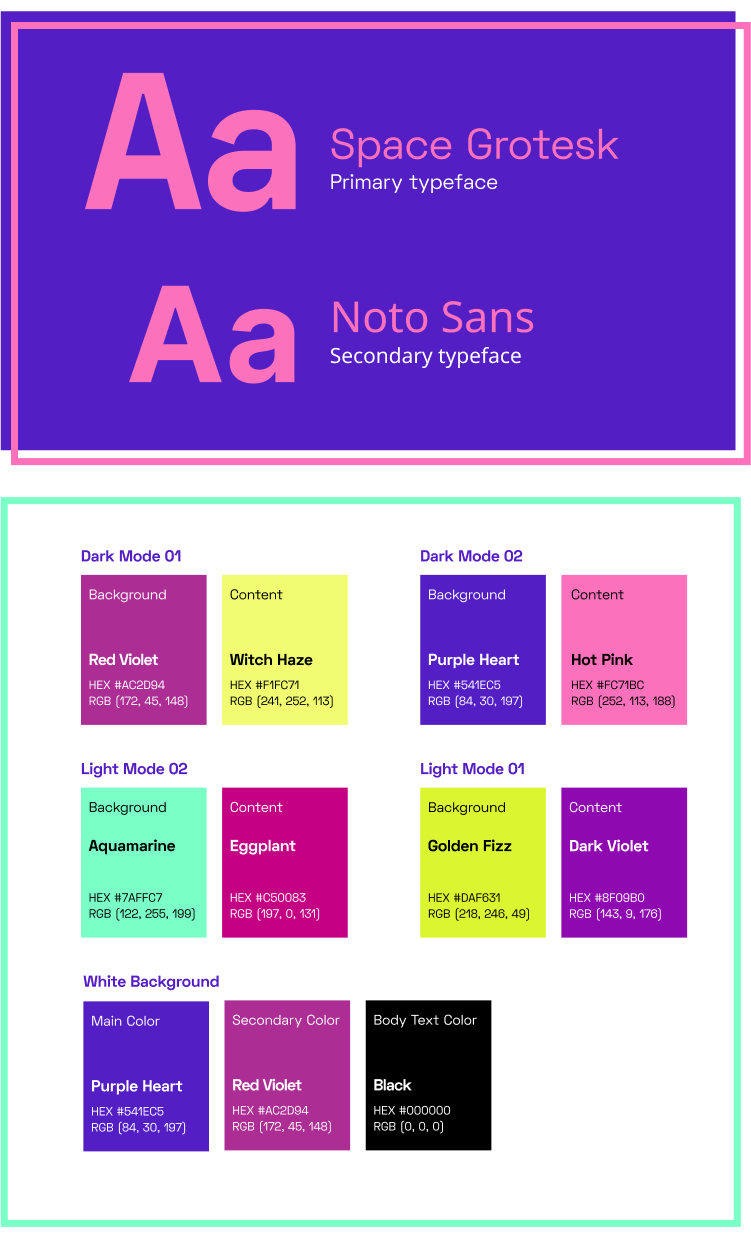 Aa
Space Grotesk
Primary typeface
Aa
Noto Sans
Secondary typeface
Dark Mode 01
Background
Red Violet
HEX #AC2D94
RGB (172, 45, 148)
Content
Witch Haze
HEX #F1FC71
RGB (241, 252, 113)
Dark Mode 02
Background
Purple Heart
HEX #541EC5
RGB (84, 30, 197)
Content
Hot Pink
HEX #FC71BC
RGB (252, 113, 188)
Light Mode 02
Background
Aquamarine
HEX #7AFFC7
RGB (122, 255, 199)
Content
Eggplant
HEX #C50083
RGB (197, 0, 131)
Light Mode 01
Background
Golden Fizz
HEX #DAF631
RGB (218, 246, 49)
Content
Dark Violet
HEX #8F09B0
RGB (143, 9, 176)
White Background
Main Color
Purple Heart
HEX #541EC5
RGB (84, 30, 197)
Secondary Color
Red Violet
HEX #AC2D94
RGB (172, 45, 148)
Body Text Color
Black
HEX #000000
RGB (0, 0, 0)